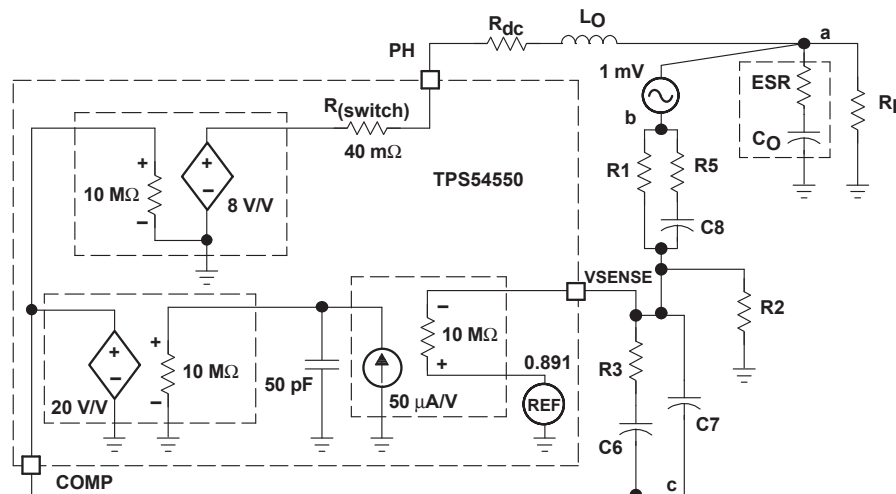 LO
Rdc
a
PH
1 mV
ESR
R(switch)
b
CO
40 mΩ
R1
R5
TPS54550
+
+
10 MΩ
−
−
8 V/V
C8
VSENSE
−
+
+
10 MΩ
R2
−
10 MΩ
50 pF
+
0.891
R3
−
20 V/V
50 μA/V
REF
C7
C6
COMP
c